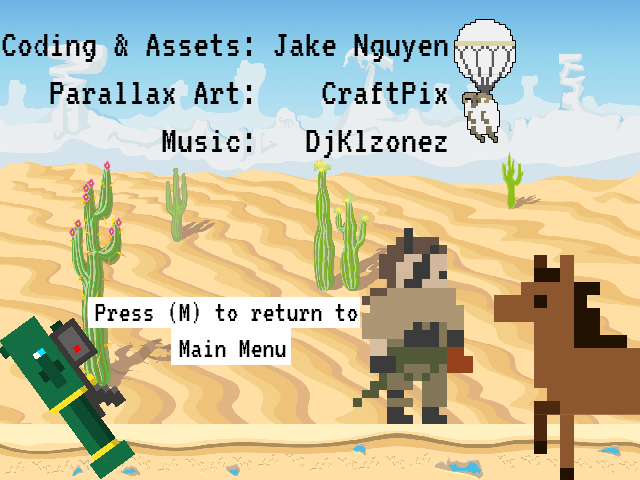 Coding & Assets: Jake Nguyen
Parallax Art: CraftPix
Music: DjKlzonez
Press (M) to return to
Main Menu